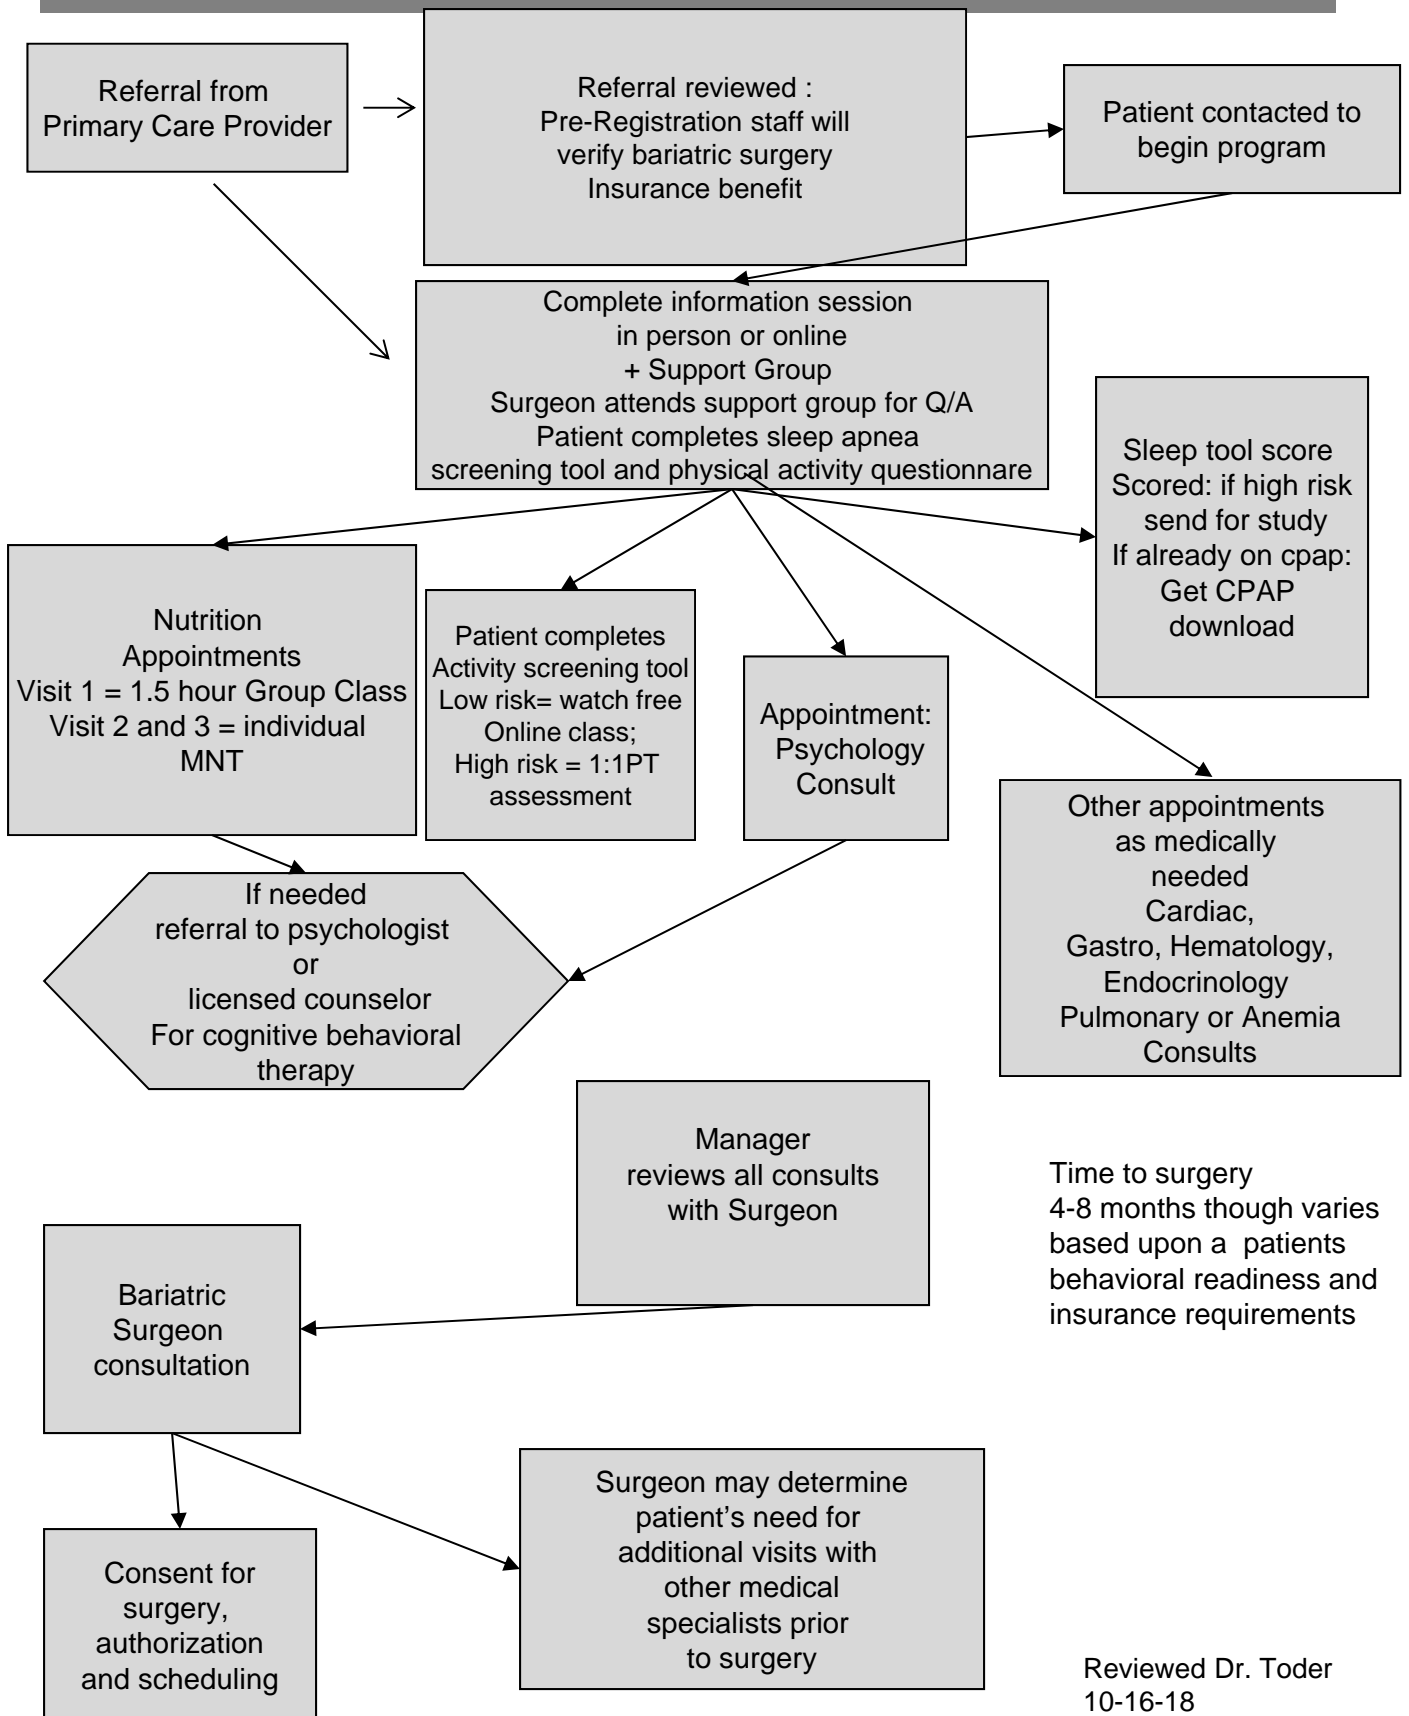 Referral from
Primary Care Provider
Referral reviewed :
Pre-Registration staff will
verify bariatric surgery
Insurance benefit
Patient contacted to
begin program
Complete information session
in person or online
+ Support Group
Surgeon attends support group for Q/A
Patient completes sleep apnea
screening tool and physical activity questionnare
Sleep tool score
Scored: if high risk
send for study
If already on cpap:
Get CPAP
download
Nutrition
Appointments
Visit 1 = 1.5 hour Group Class
Visit 2 and 3 = individual
MNT
Patient completes
Activity screening tool
Low risk= watch free
Online class;
High risk = 1:1PT
assessment
Appointment:
Psychology
Consult
Other appointments
as medically
needed
Cardiac,
Gastro, Hematology,
Endocrinology
Pulmonary or Anemia
Consults
If needed
referral to psychologist
or
licensed counselor
For cognitive behavioral
therapy
Manager
reviews all consults
with Surgeon
Time to surgery
4-8 months though varies
based upon a patients
behavioral readiness and
insurance requirements
Bariatric
Surgeon
consultation
Surgeon may determine
patient’s need for
additional visits with
other medical
specialists prior
to surgery
Consent for
surgery,
authorization
and scheduling
Reviewed Dr. Toder
10-16-18